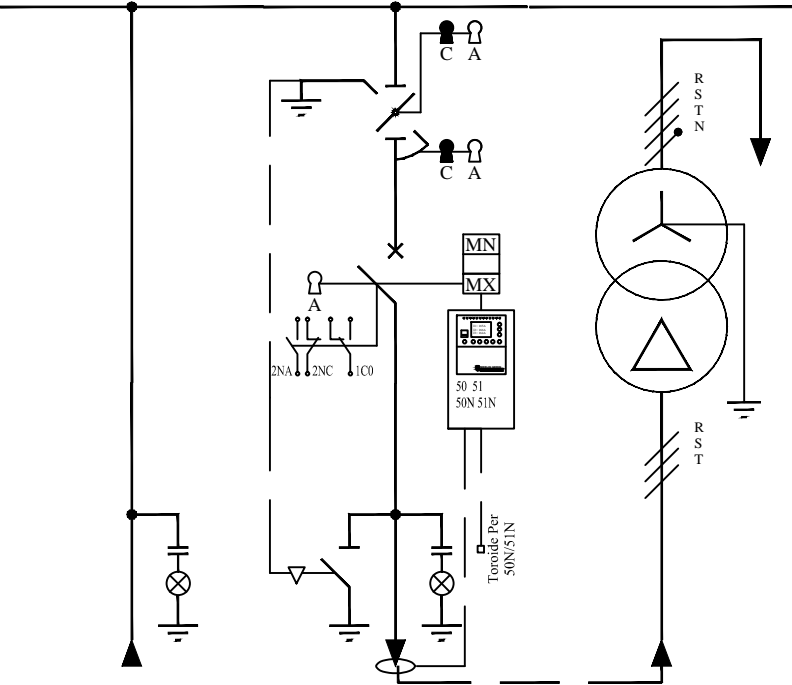 C A
R
S
T
N
C A
MN
MX
A
2NA 2NC 1C0
50 51
50N 51N
R
S
T
Toroide Per
50N/51N